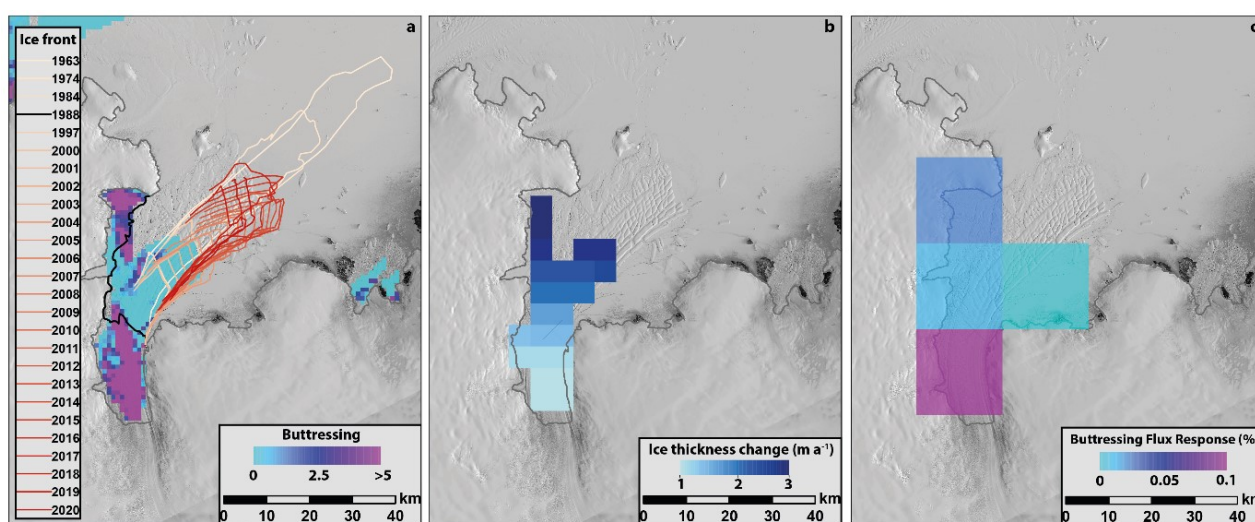 a
Ice front
1963
1974
1984
1988
1997
2000
2001
2002
2003
2004
2005
2006
2007
2008
2009
2010
2011
2012
2013
2014
2015
2016
2017
2018
2019
2020
Buttressing
0 2.5 >5
km
0 10 20 30 40
b
Ice thickness change (m a⁻¹)
1 2 3
km
0 10 20 30 40
Buttressing Flux Response (%
0 0.05 0.1
0 10 20 30 40